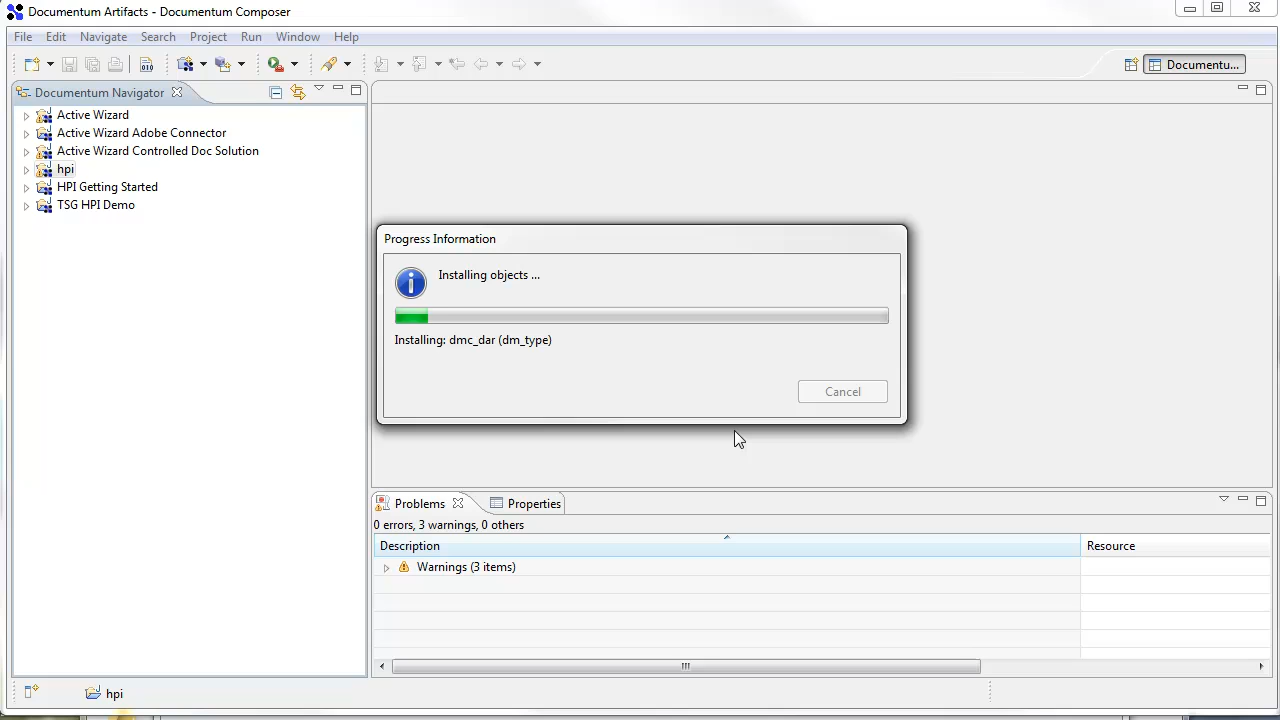 Documentum Artifacts - Documentum Composer
File Edit Navigate Search Project Run Window Help
010
Documentu...
Documentum Navigator
Active Wizard
Active Wizard Adobe Connector
Active Wizard Controlled Doc Solution
hpi
HPI Getting Started
TSG HPI Demo
Progress Information
Installing objects ...
Installing: dmc_dar (dm_type)
Cancel
Problems
Properties
0 errors, 3 warnings, 0 others
Description
Resource
Warnings (3 items)
hpi